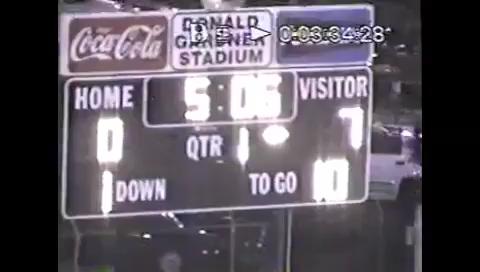 Coca-Cola
DONALD
GARDNER
STADIUM
0:03:34:28
HOME
5:06
VISITOR
0
QTR 1
7
1 DOWN
TO GO 10